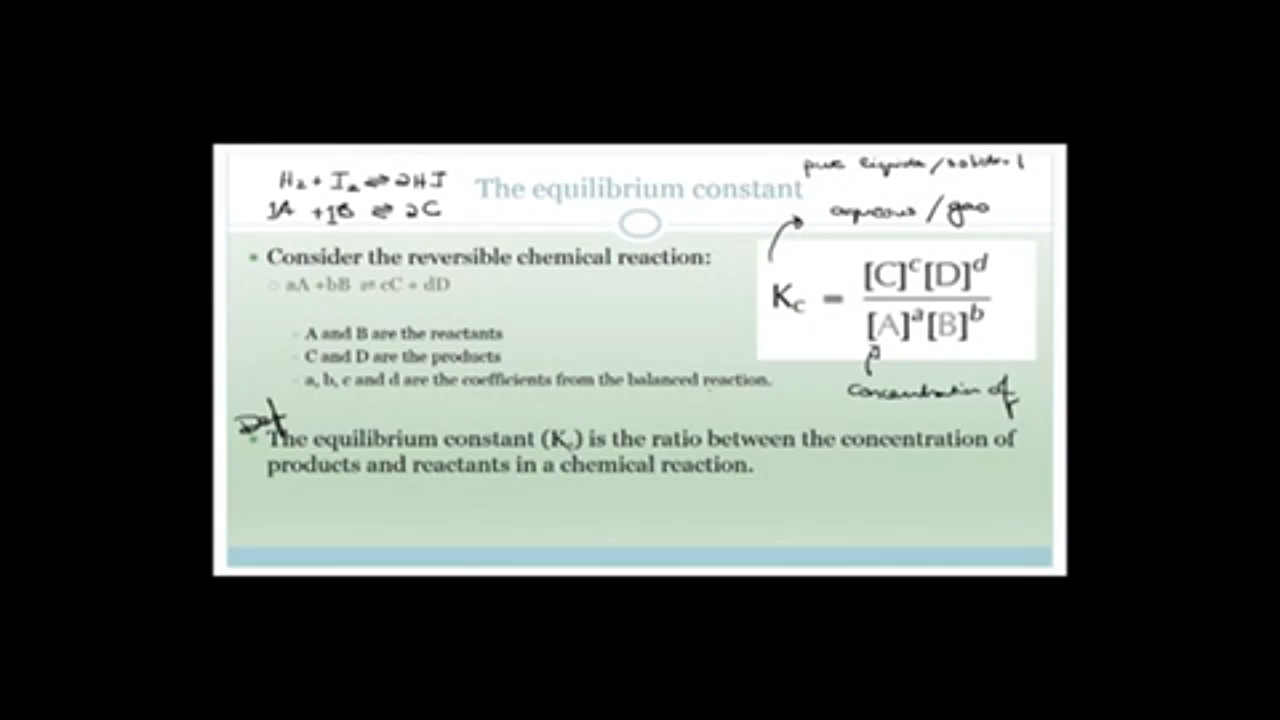 pure liquids/solids = 1
H₂ + I₂ ⇌ 2HI
The equilibrium constant
1A + 1B ⇌ 2C
aqueous / gas
• Consider the reversible chemical reaction:
aA +bB ⇌ cC + dD
K_c = [C]^c[D]^d / [A]^a[B]^b
A and B are the reactants
C and D are the products
a, b, c and d are the coefficients from the balanced reaction.
concentration of
Def
• The equilibrium constant (K_c) is the ratio between the concentration of
products and reactants in a chemical reaction.